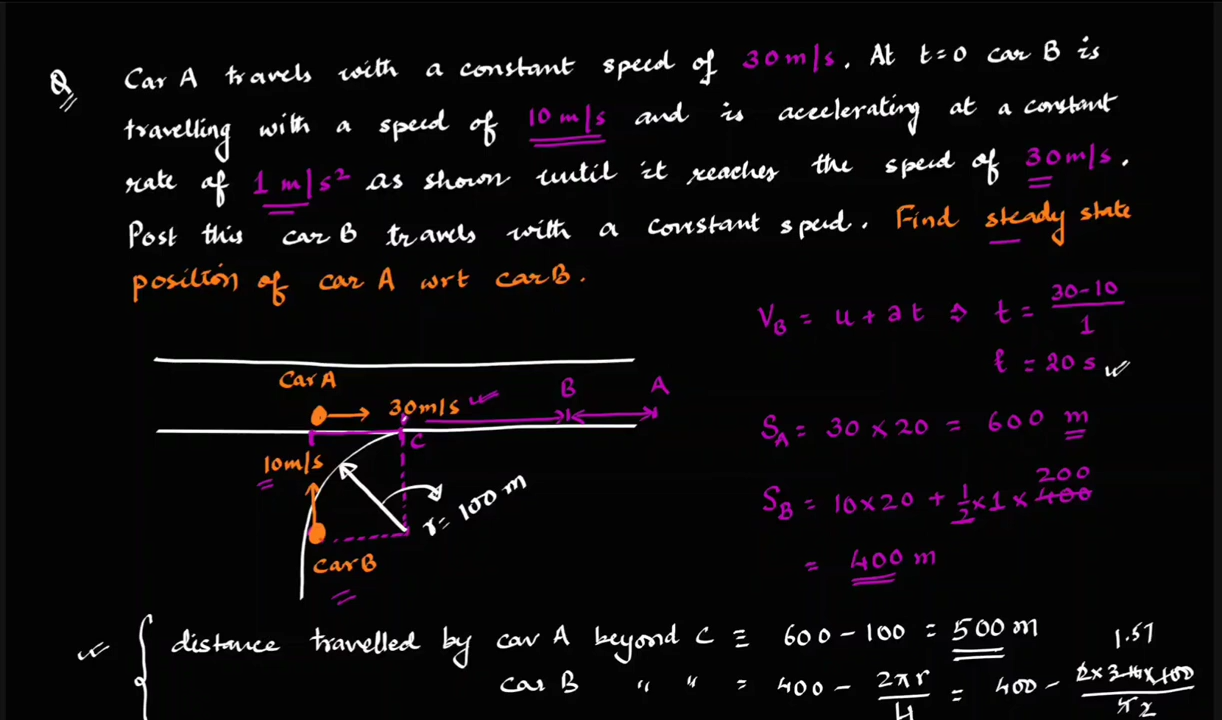 Q Car A travels with a constant speed of 30 m/s. At t=0 car B is
travelling with a speed of 10 m/s and is accelerating at a constant
rate of 1 m/s² as shown until it reaches the speed of 30 m/s.
Post this car B travels with a constant speed. Find steady state
position of car A wrt car B.
V_B = u + at ⇒ t = 30-10 / 1
t = 20 s
Car A
30 m/s
B
A
C
10 m/s
r = 100 m
Car B
S_A = 30 × 20 = 600 m
200
S_B = 10×20 + 1/2 × 1 × 400
= 400 m
distance travelled by car A beyond C ≡ 600 - 100 = 500 m
1.57
car B " " = 400 - 2πr / 4 = 400 - 2×3.14×100 / 4 2